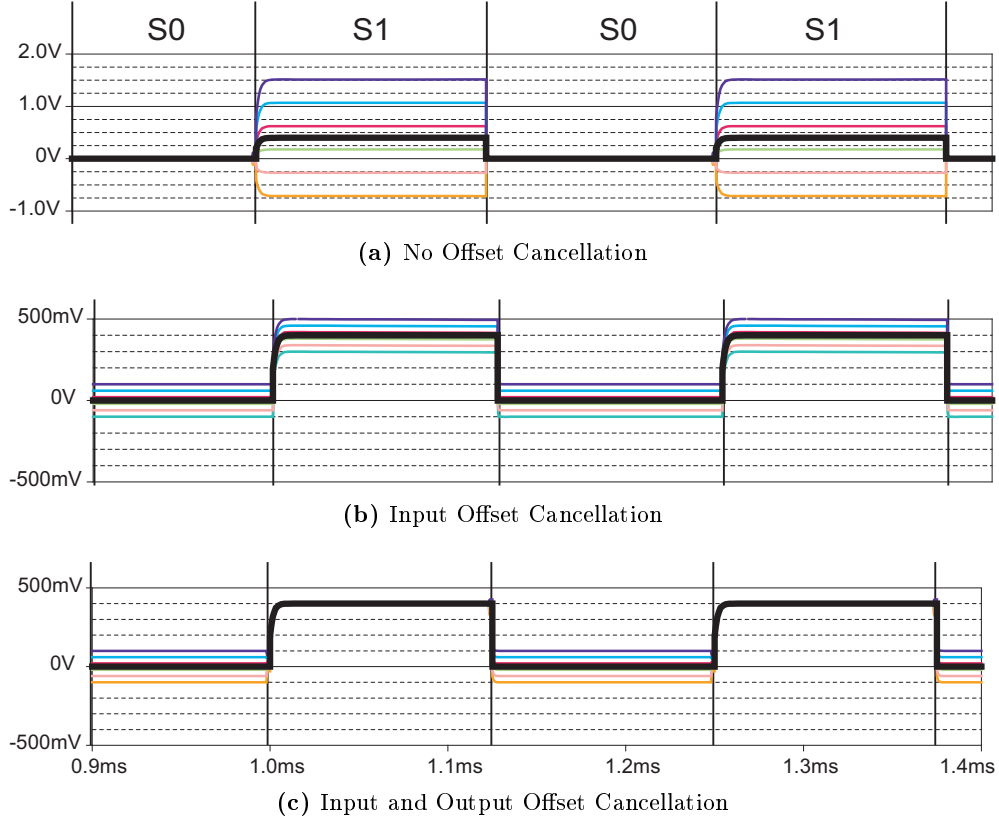 S0 S1 S0 S1
2.0V
1.0V
0V
-1.0V
(a) No Offset Cancellation
500mV
0V
-500mV
(b) Input Offset Cancellation
500mV
0V
-500mV
0.9ms 1.0ms 1.1ms 1.2ms 1.3ms 1.4ms
(c) Input and Output Offset Cancellation